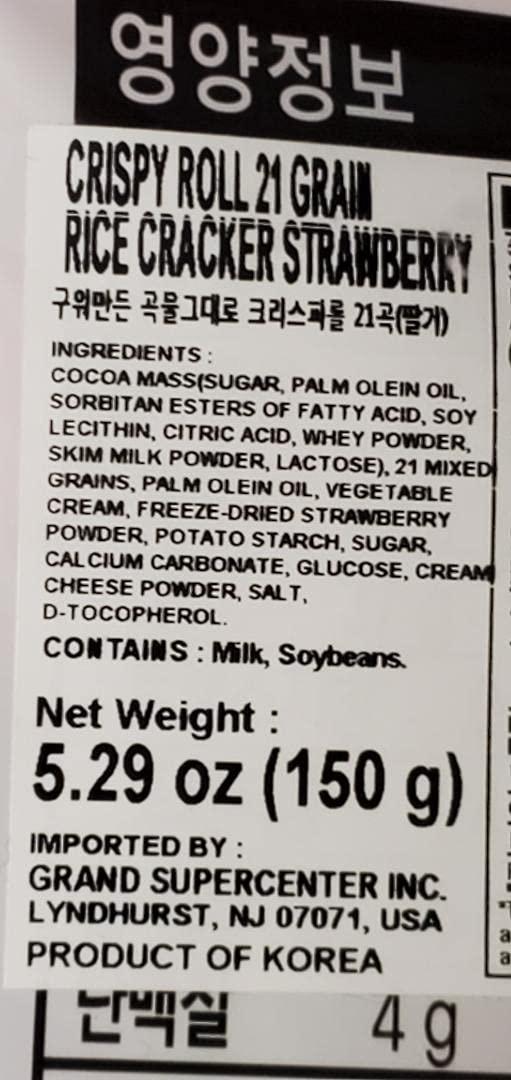 영양정보
CRISPY ROLL 21 GRAIN
RICE CRACKER STRAWBERRY
구워만든 곡물그대로 크리스피롤 21곡(딸기)
INGREDIENTS :
COCOA MASS(SUGAR, PALM OLEIN OIL,
SORBITAN ESTERS OF FATTY ACID, SOY
LECITHIN, CITRIC ACID, WHEY POWDER,
SKIM MILK POWDER, LACTOSE), 21 MIXED
GRAINS, PALM OLEIN OIL, VEGETABLE
CREAM, FREEZE-DRIED STRAWBERRY
POWDER, POTATO STARCH, SUGAR,
CALCIUM CARBONATE, GLUCOSE, CREAM
CHEESE POWDER, SALT,
D-TOCOPHEROL.
CONTAINS : Milk, Soybeans.
Net Weight :
5.29 oz (150 g)
IMPORTED BY :
GRAND SUPERCENTER INC.
LYNDHURST, NJ 07071, USA
PRODUCT OF KOREA
단백질 4 g